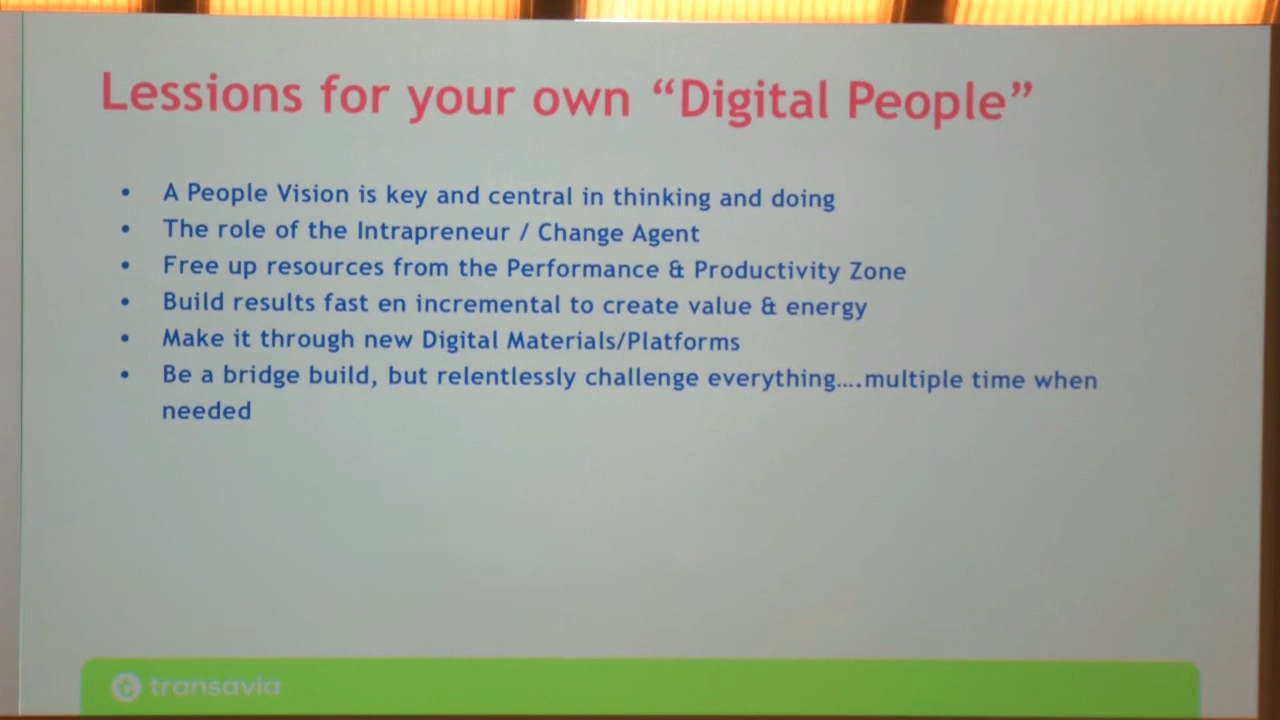 Lessions for your own “Digital People”
• A People Vision is key and central in thinking and doing
• The role of the Intrapreneur / Change Agent
• Free up resources from the Performance & Productivity Zone
• Build results fast en incremental to create value & energy
• Make it through new Digital Materials/Platforms
• Be a bridge build, but relentlessly challenge everything....multiple time when
needed
transavia